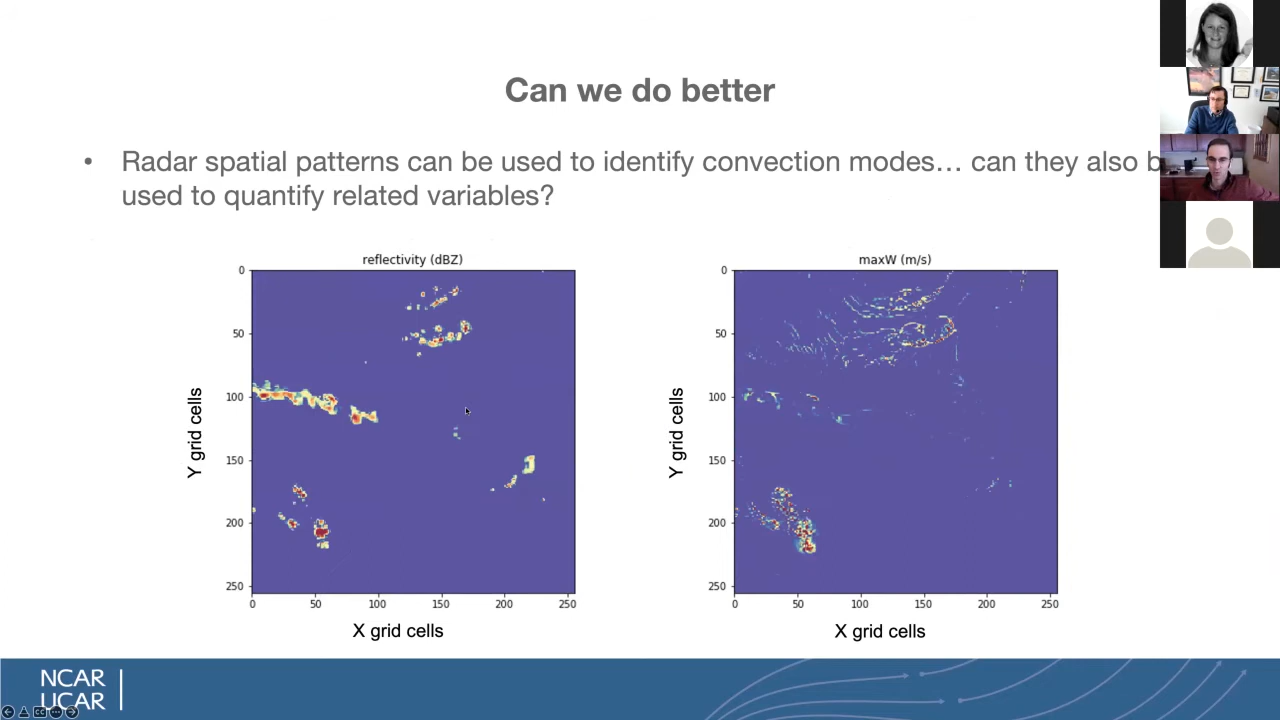 Can we do better
• Radar spatial patterns can be used to identify convection modes… can they also b
used to quantify related variables?
reflectivity (dBZ)
0
50
100
150
200
250
Y grid cells
0 50 100 150 200 250
X grid cells
maxW (m/s)
0
50
100
150
200
250
Y grid cells
0 50 100 150 200 250
X grid cells
NCAR
UCAR